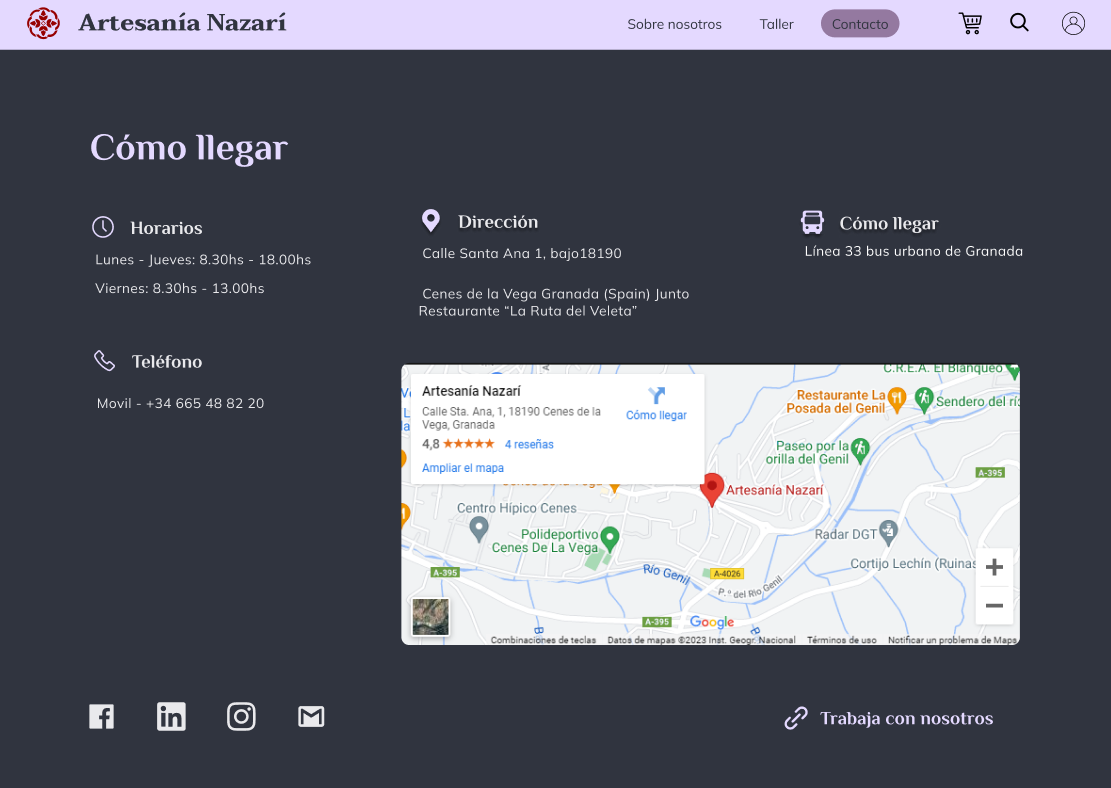 Artesanía Nazarí
Sobre nosotros
Taller
Contacto
Cómo llegar
Horarios
Lunes - Jueves: 8.30hs - 18.00hs
Viernes: 8.30hs - 13.00hs
Teléfono
Movil - +34 665 48 82 20
Dirección
Calle Santa Ana 1, bajo18190
Cenes de la Vega Granada (Spain) Junto
Restaurante “La Ruta del Veleta”
Cómo llegar
Línea 33 bus urbano de Granada
Artesanía Nazarí
Calle Sta. Ana, 1, 18190 Cenes de la
Vega, Granada
4,8
4 reseñas
Ampliar el mapa
Cómo llegar
C.R.E.A. El Blanqueo
Restaurante La
Posada del Genil
Sendero del
Paseo por la
orilla del Genil
A-395
Artesanía Nazarí
Cenes de la Vega
Centro Hípico Cenes
Polideportivo
Cenes De La Vega
Radar DGT
Cortijo Lechín (Ruinas
A-395
Río Genil
A-4026
P.º del Río Genil
A-395
Google
Combinaciones de teclas
Datos de mapas ©2023 Inst. Geogr. Nacional
Términos de uso
Notificar un problema de Maps
Trabaja con nosotros